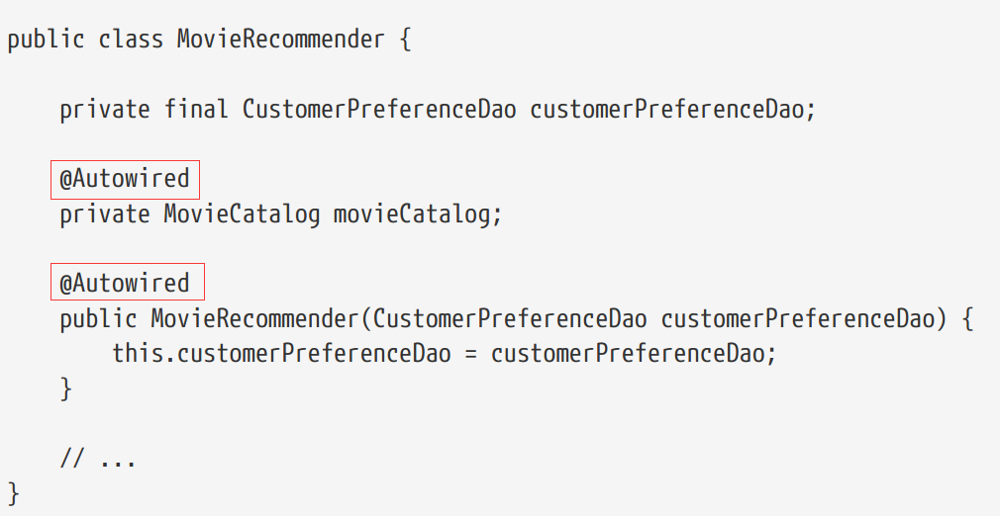 public class MovieRecommender {
    private final CustomerPreferenceDao customerPreferenceDao;
    @Autowired
    private MovieCatalog movieCatalog;
    @Autowired
    public MovieRecommender(CustomerPreferenceDao customerPreferenceDao) {
        this.customerPreferenceDao = customerPreferenceDao;
    }
    // ...
}